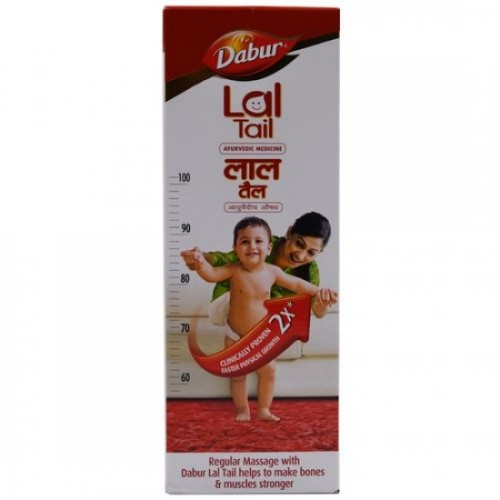 Dabur
Lal
Tail
AYURVEDIC MEDICINE
लाल
तैल
आयुर्वेदीय औषध
100
90
80
70
60
2X*
CLINICALLY PROVEN
FASTER PHYSICAL GROWTH
Regular Massage with
Dabur Lal Tail helps to make bones
& muscles stronger